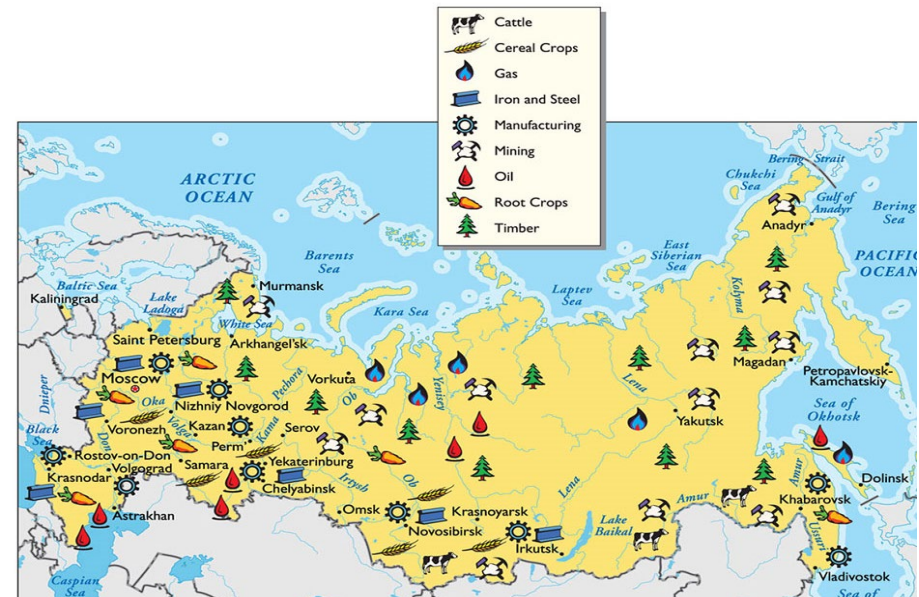 Cattle
Cereal Crops
Gas
Iron and Steel
Manufacturing
Mining
Oil
Root Crops
Timber
ARCTIC
OCEAN
Bering Strait
Chukchi
Sea
Gulf of
Anadyr
Bering
Sea
Anadyr
PACIFIC
OCEAN
East
Siberian
Sea
Barents
Sea
Laptev
Sea
Kara Sea
Murmansk
Baltic Sea
Kaliningrad
Lake
Ladoga
White Sea
Kolyma
Saint Petersburg
Arkhangel'sk
Magadan
Petropavlovsk-
Kamchatskiy
Moscow
Pechora
Vorkuta
Ob
Yenisey
Lena
Dnieper
Oka
Nizhniy Novgorod
Sea of
Okhotsk
Yakutsk
Voronezh
Volga
Kazan
Kama
Serov
Black
Sea
Don
Perm'
Rostov-on-Don
Yekaterinburg
Samara
Volgograd
Krasnodar
Chelyabinsk
Irtysh
Ob
Lena
Amur
Amur
Dolinsk
Khabarovsk
Astrakhan
Omsk
Krasnoyarsk
Novosibirsk
Lake
Baikal
Irkutsk
Ussuri
Vladivostok
Caspian
Sea
Sea of